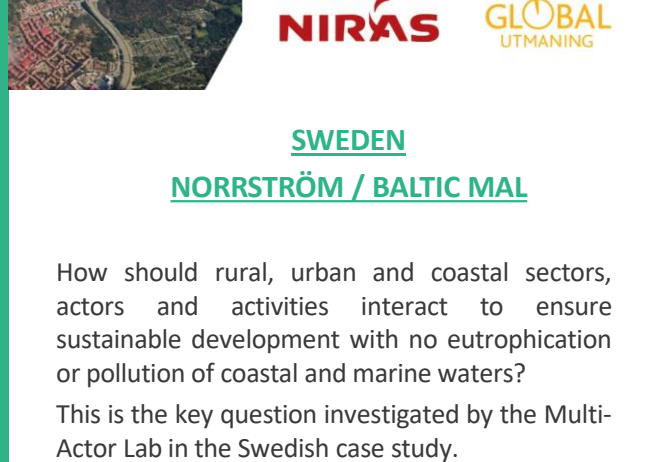 NIRAS
GLOBAL
UTMANING
SWEDEN
NORRSTRÖM / BALTIC MAL
How should rural, urban and coastal sectors,
actors and activities interact to ensure
sustainable development with no eutrophication
or pollution of coastal and marine waters?
This is the key question investigated by the Multi-
Actor Lab in the Swedish case study.